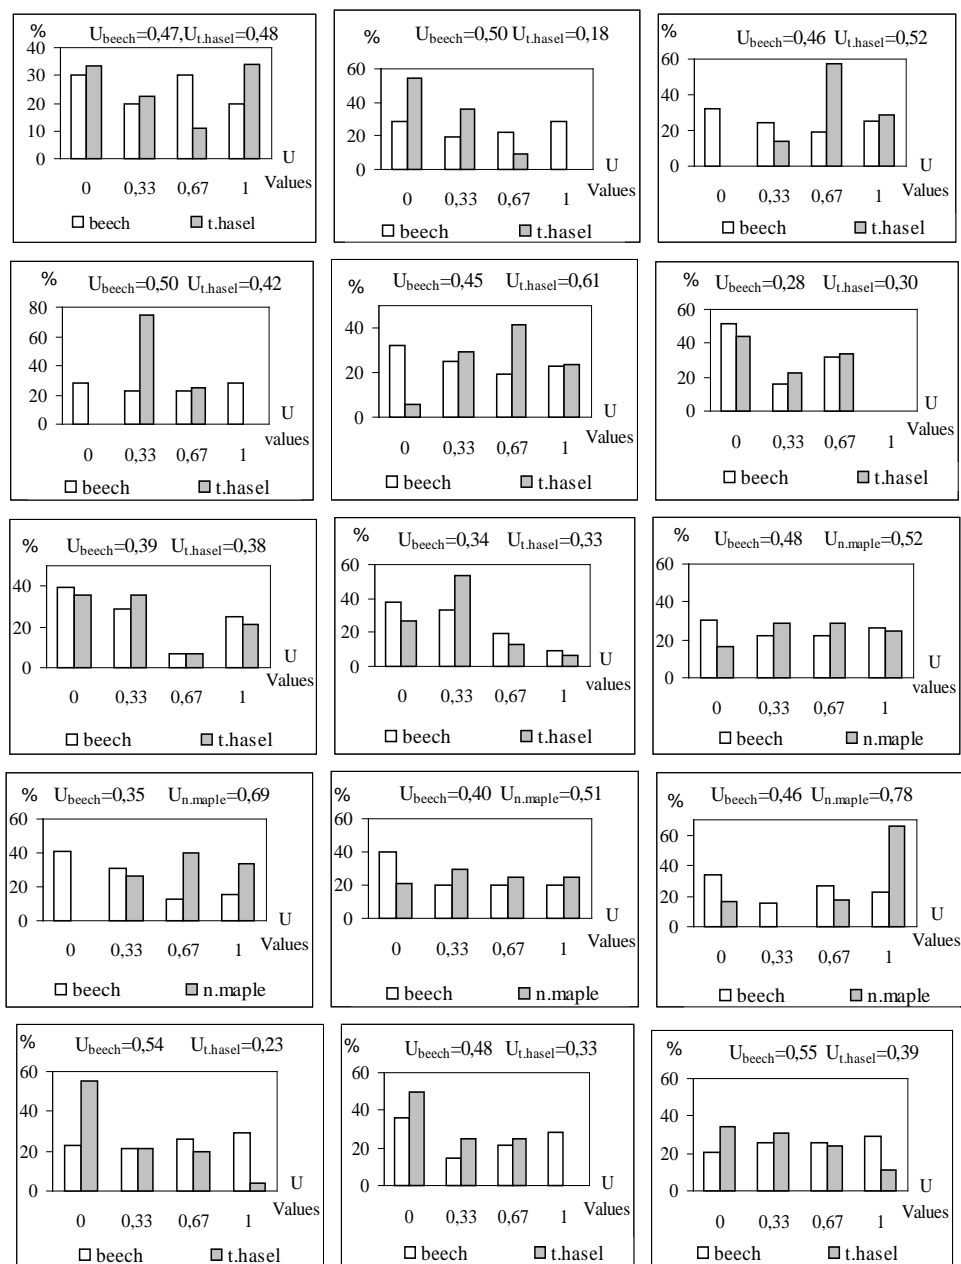 %
U_beech=0,47,U_t.hasel=0,48
40
30
20
10
0
U
0 0,33 0,67 1 Values
beech t.hasel
%
U_beech=0,50 U_t.hasel=0,18
60
40
20
0
U
0 0,33 0,67 1 Values
beech t.hasel
%
U_beech=0,46 U_t.hasel=0,52
60
40
20
0
U
0 0,33 0,67 1 Values
beech t.hasel
%
U_beech=0,50 U_t.hasel=0,42
80
60
40
20
0
U
values
0 0,33 0,67 1
beech t.hasel
%
U_beech=0,45 U_t.hasel=0,61
40
20
0
U
Values
0 0,33 0,67 1
beech t.hasel
%
U_beech=0,28 U_t.hasel=0,30
60
40
20
0
U
Values
0 0,33 0,67 1
beech t.hasel
%
U_beech=0,39 U_t.hasel=0,38
40
20
0
U
Values
0 0,33 0,67 1
beech t.hasel
%
U_beech=0,34 U_t.hasel=0,33
60
40
20
0
U
values
0 0,33 0,67 1
beech t.hasel
%
U_beech=0,48 U_n.maple=0,52
60
40
20
0
U
Values
0 0,33 0,67 1
beech n.maple
%
U_beech=0,35 U_n.maple=0,69
60
40
20
0
U
Values
0 0,33 0,67 1
beech n.maple
%
U_beech=0,40 U_n.maple=0,51
60
40
20
0
U
Values
0 0,33 0,67 1
beech n.maple
%
U_beech=0,46 U_n.maple=0,78
60
40
20
0
U
Values
0 0,33 0,67 1
beech n.maple
%
U_beech=0,54 U_t.hasel=0,23
60
40
20
0
U
Values
0 0,33 0,67 1
beech t.hasel
%
U_beech=0,48 U_t.hasel=0,33
60
40
20
0
U
Values
0 0,33 0,67 1
beech t.hasel
%
U_beech=0,55 U_t.hasel=0,39
60
40
20
0
U
Values
0 0,33 0,67 1
beech t.hasel